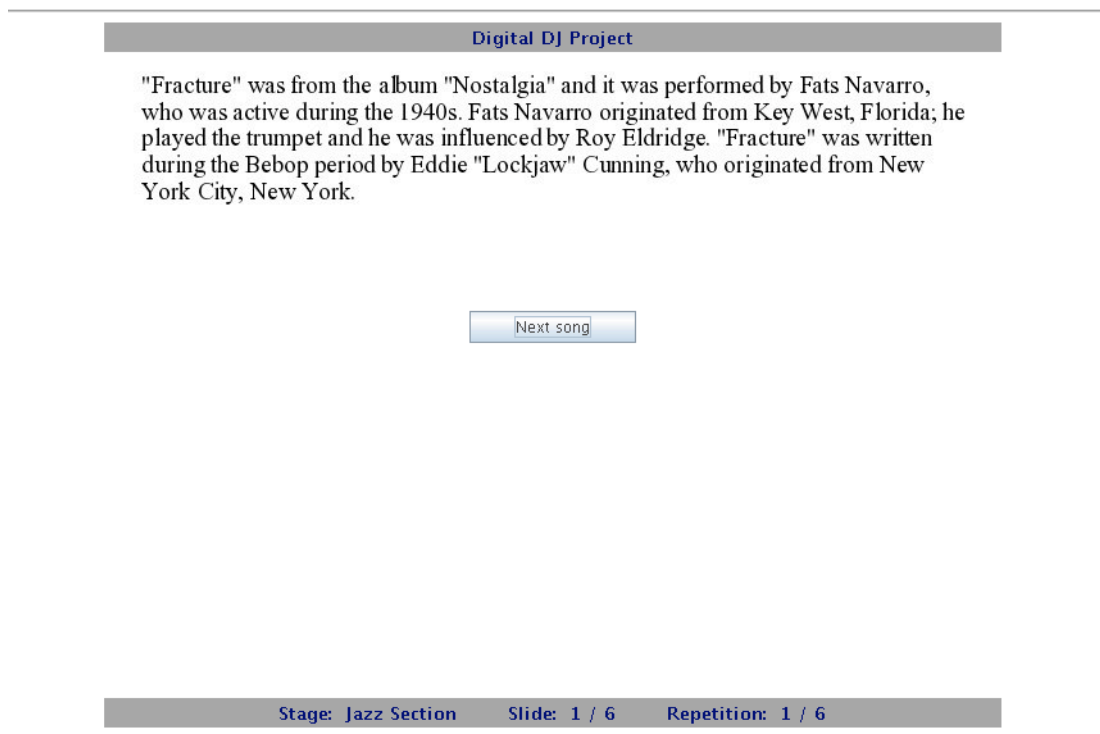 Digital DJ Project
"Fracture" was from the album "Nostalgia" and it was performed by Fats Navarro,
who was active during the 1940s. Fats Navarro originated from Key West, Florida; he
played the trumpet and he was influenced by Roy Eldridge. "Fracture" was written
during the Bebop period by Eddie "Lockjaw" Cunning, who originated from New
York City, New York.
Next song
Stage: Jazz Section Slide: 1 / 6 Repetition: 1 / 6